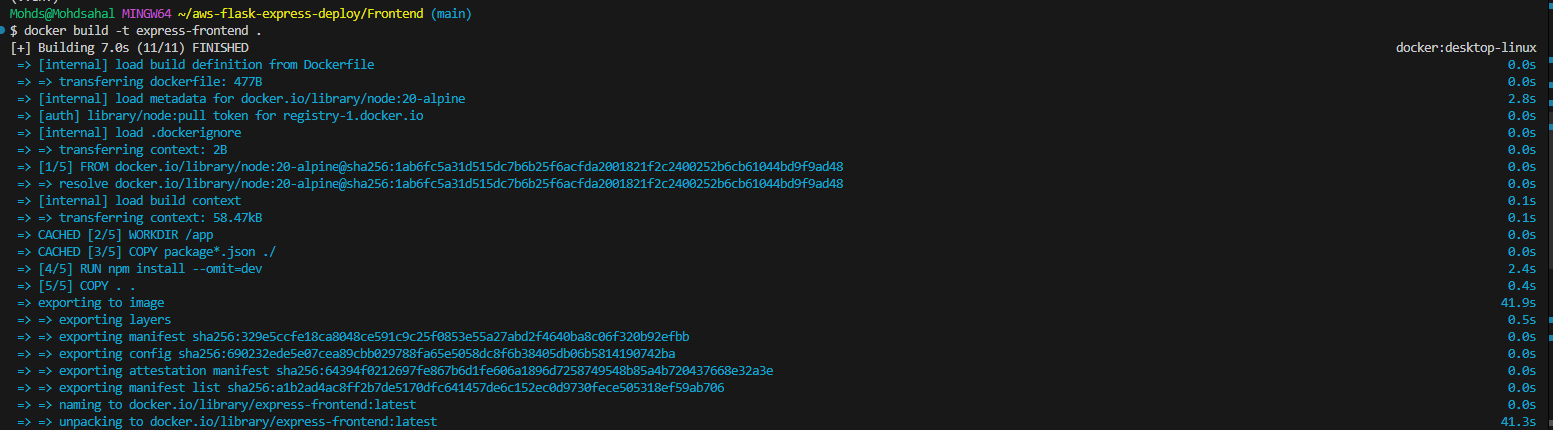 Mohds@Mohdsahal MINGW64 ~/aws-flask-express-deploy/Frontend (main)
$ docker build -t express-frontend .
[+] Building 7.0s (11/11) FINISHED docker:desktop-linux
=> [internal] load build definition from Dockerfile 0.0s
=> => transferring dockerfile: 477B 0.0s
=> [internal] load metadata for docker.io/library/node:20-alpine 2.8s
=> [auth] library/node:pull token for registry-1.docker.io 0.0s
=> [internal] load .dockerignore 0.0s
=> => transferring context: 2B 0.0s
=> [1/5] FROM docker.io/library/node:20-alpine@sha256:1ab6fc5a31d515dc7b6b25f6acfda2001821f2c2400252b6cb61044bd9f9ad48 0.0s
=> => resolve docker.io/library/node:20-alpine@sha256:1ab6fc5a31d515dc7b6b25f6acfda2001821f2c2400252b6cb61044bd9f9ad48 0.0s
=> [internal] load build context 0.1s
=> => transferring context: 58.47kB 0.1s
=> CACHED [2/5] WORKDIR /app 0.0s
=> CACHED [3/5] COPY package*.json ./ 0.0s
=> [4/5] RUN npm install --omit=dev 2.4s
=> [5/5] COPY . . 0.4s
=> exporting to image 41.9s
=> => exporting layers 0.5s
=> => exporting manifest sha256:329e5ccfe18ca8048ce591c9c25f0853e55a27abd2f4640ba8c06f320b92efbb 0.0s
=> => exporting config sha256:690232ede5e07cea89cbb029788fa65e5058dc8f6b38405db06b5814190742ba 0.0s
=> => exporting attestation manifest sha256:64394f0212697fe867b6d1fe606a1896d7258749548b85a4b720437668e32a3e 0.0s
=> => exporting manifest list sha256:a1b2ad4ac8ff2b7de5170dfc641457de6c152ec0d9730fece505318ef59ab706 0.0s
=> => naming to docker.io/library/express-frontend:latest 0.0s
=> => unpacking to docker.io/library/express-frontend:latest 41.3s